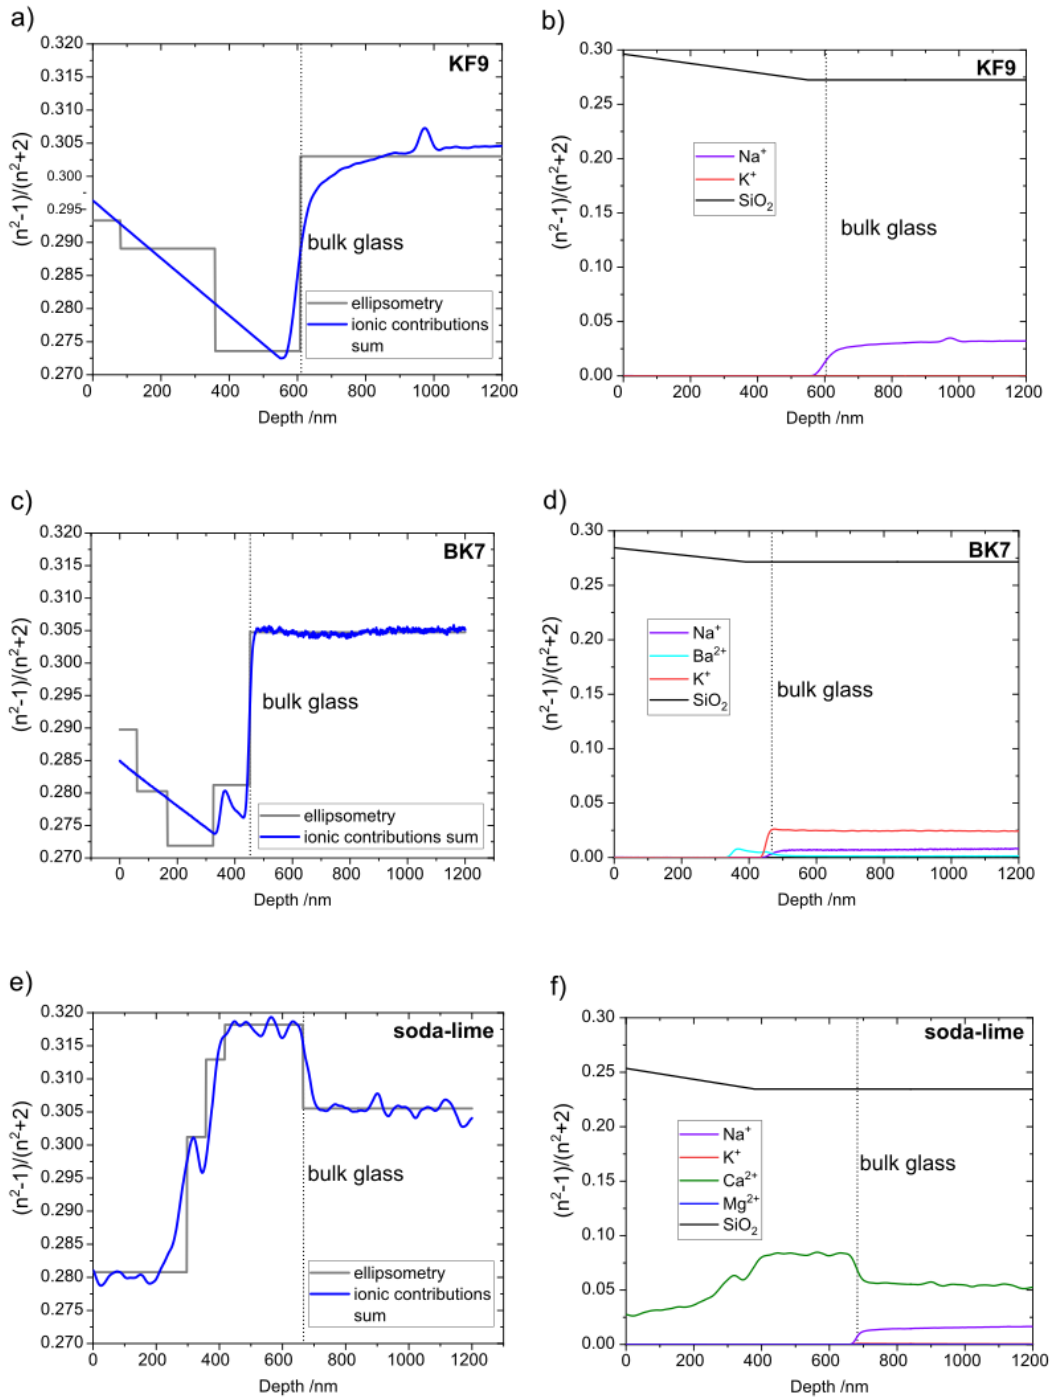 a)
0.320
0.315
0.310
0.305
0.300
0.295
0.290
0.285
0.280
0.275
0.270
(n²-1)/(n²+2)
KF9
bulk glass
ellipsometry
ionic contributions
sum
0 200 400 600 800 1000 1200
Depth /nm
b)
0.30
0.25
0.20
0.15
0.10
0.05
0.00
(n²-1)/(n²+2)
KF9
Na⁺
K⁺
SiO₂
bulk glass
0 200 400 600 800 1000 1200
Depth /nm
c)
0.320
0.315
0.310
0.305
0.300
0.295
0.290
0.285
0.280
0.275
0.270
(n²-1)/(n²+2)
BK7
bulk glass
ellipsometry
ionic contributions sum
0 200 400 600 800 1000 1200
Depth /nm
d)
0.30
0.25
0.20
0.15
0.10
0.05
0.00
(n²-1)/(n²+2)
BK7
Na⁺
Ba²⁺
K⁺
SiO₂
bulk glass
0 200 400 600 800 1000 1200
Depth /nm
e)
0.320
0.315
0.310
0.305
0.300
0.295
0.290
0.285
0.280
0.275
0.270
(n²-1)/(n²+2)
soda-lime
bulk glass
ellipsometry
ionic contributions
sum
0 200 400 600 800 1000 1200
Depth /nm
f)
0.30
0.25
0.20
0.15
0.10
0.05
0.00
(n²-1)/(n²+2)
soda-lime
Na⁺
K⁺
Ca²⁺
Mg²⁺
SiO₂
bulk glass
0 200 400 600 800 1000 1200
Depth /nm